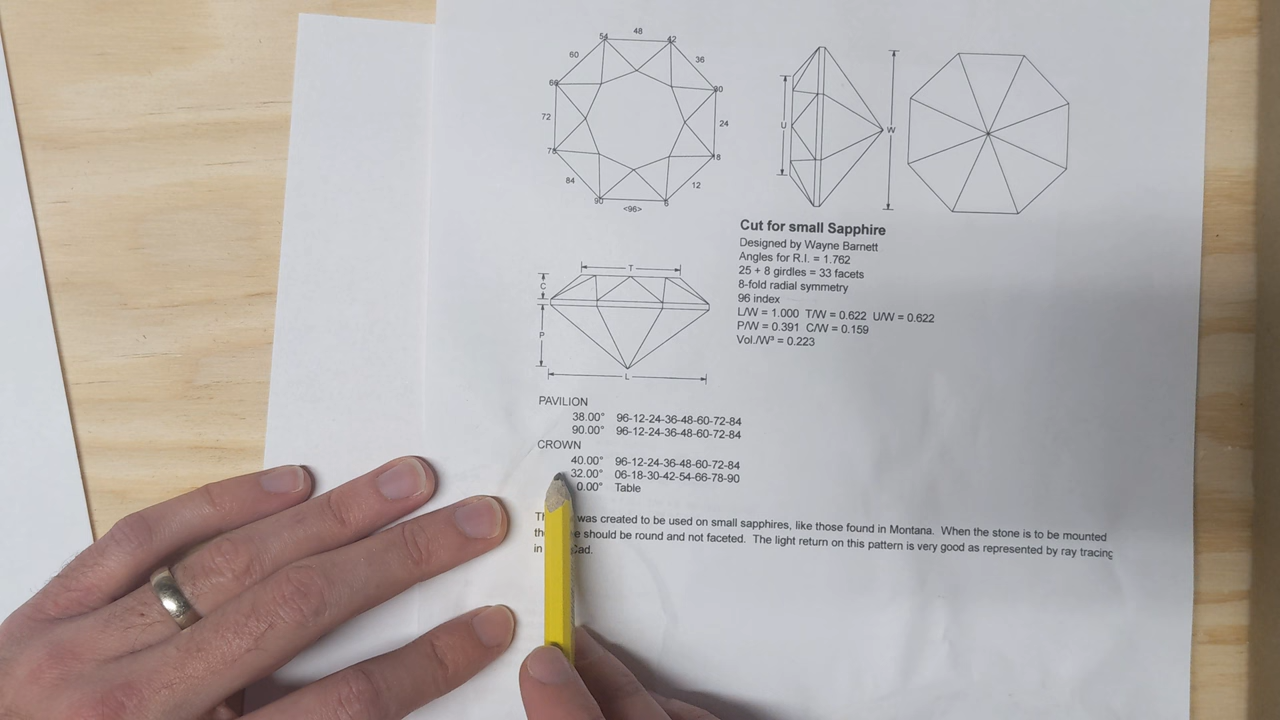 54 48 42
60 36
66 30
72 24
78 18
84 12
90 <96> 6
U W
Cut for small Sapphire
Designed by Wayne Barnett
Angles for R.I. = 1.762
25 + 8 girdles = 33 facets
8-fold radial symmetry
96 index
L/W = 1.000 T/W = 0.622 U/W = 0.622
P/W = 0.391 C/W = 0.159
Vol./W³ = 0.223
T
C
P
L
PAVILION
38.00° 96-12-24-36-48-60-72-84
90.00° 96-12-24-36-48-60-72-84
CROWN
40.00° 96-12-24-36-48-60-72-84
32.00° 06-18-30-42-54-66-78-90
0.00° Table
was created to be used on small sapphires, like those found in Montana. When the stone is to be mounted
should be round and not faceted. The light return on this pattern is very good as represented by ray tracing
in